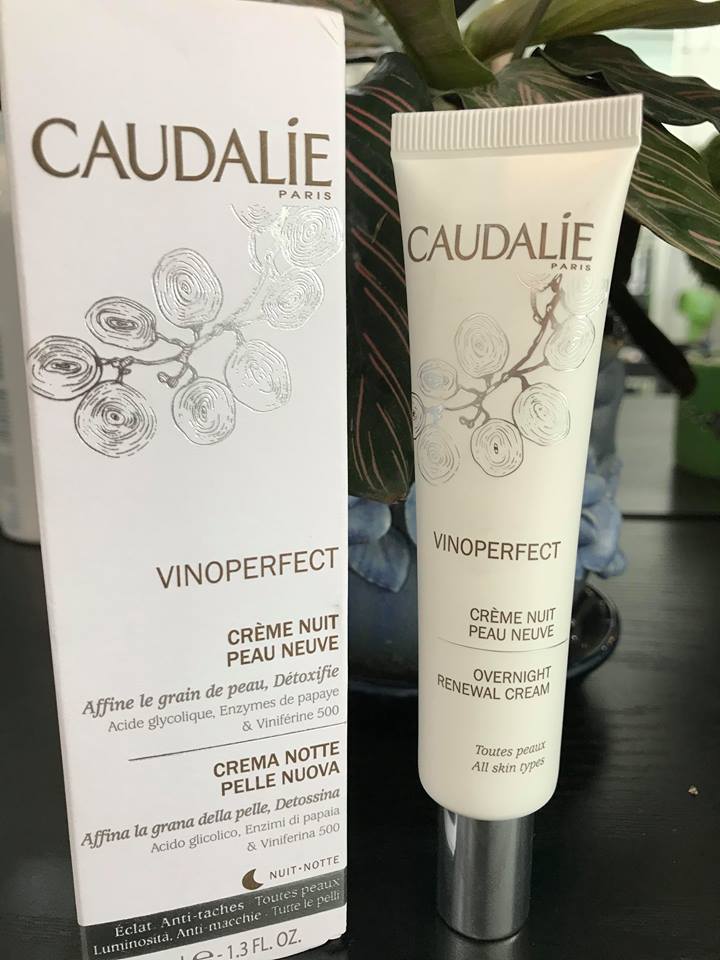 CAUDALÍE
PARIS
VINOPERFECT
CRÈME NUIT
PEAU NEUVE
Affine le grain de peau, Détoxifie
Acide glycolique, Enzymes de papaye
& Viniférine 500
CREMA NOTTE
PELLE NUOVA
Affina la grana della pelle, Detossina
Acido glicolico, Enzimi di papaia
& Viniferina 500
NUIT·NOTTE
Éclat, Anti-taches · Toutes peaux
Luminosità, Anti-macchie · Tutte le pelli
1.3 FL. OZ.
CAUDALÍE
PARIS
VINOPERFECT
CRÈME NUIT
PEAU NEUVE
OVERNIGHT
RENEWAL CREAM
Toutes peaux
All skin types